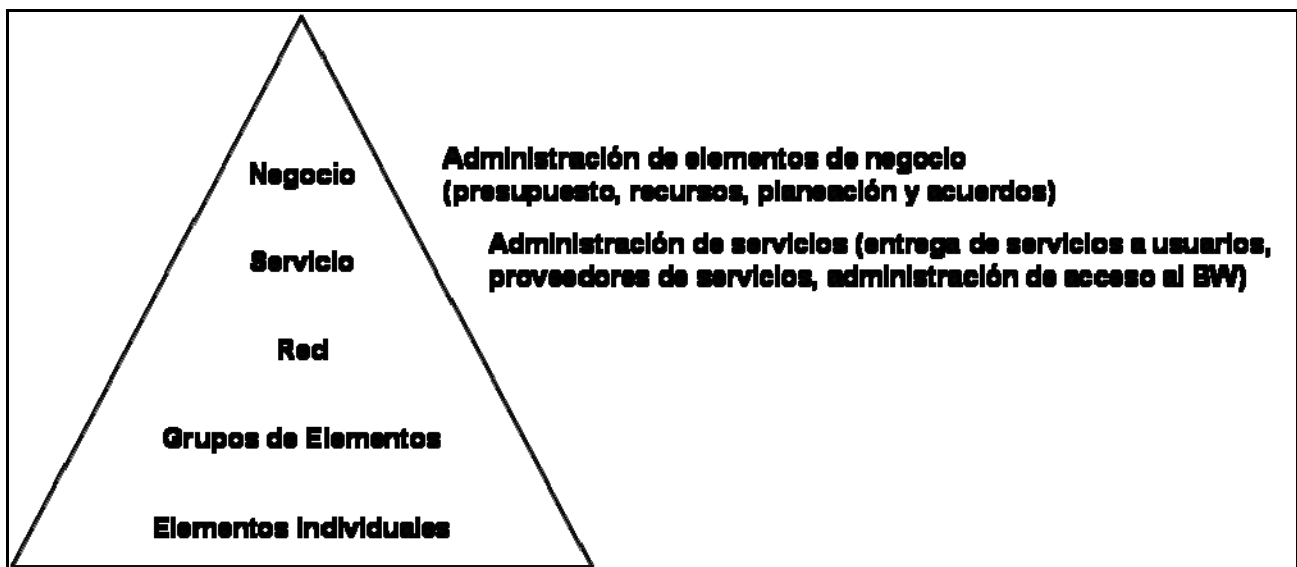 Negocio
Administración de elementos de negocio
(presupuesto, recursos, planeación y acuerdos)
Servicio
Administración de servicios (entrega de servicios a usuarios,
proveedores de servicios, administración de acceso al BW)
Red
Grupos de Elementos
Elementos Individuales